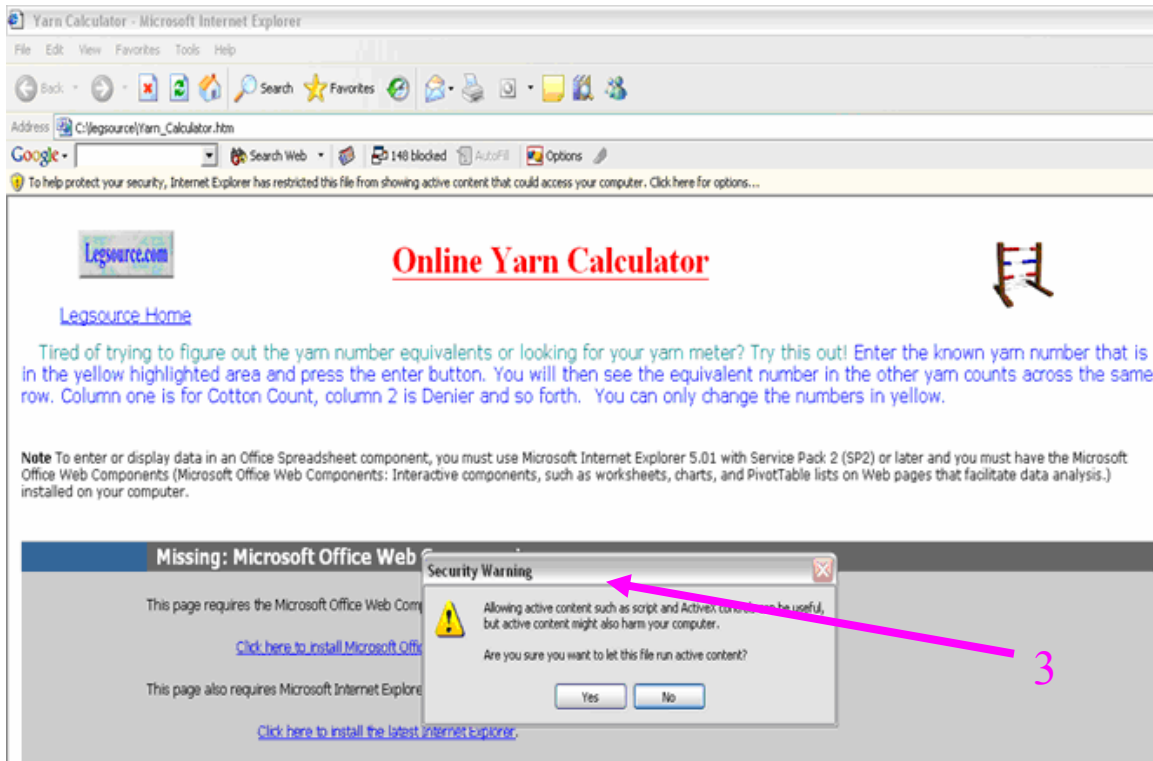 Yarn Calculator - Microsoft Internet Explorer
File Edit View Favorites Tools Help
Back Search Favorites
Address C:\legsource\Yarn_Calculator.htm
Google Search Web 148 blocked AutoFill Options
To help protect your security, Internet Explorer has restricted this file from showing active content that could access your computer. Click here for options...
Legsource.com
Online Yarn Calculator
Legsource Home
Tired of trying to figure out the yarn number equivalents or looking for your yarn meter? Try this out! Enter the known yarn number that is
in the yellow highlighted area and press the enter button. You will then see the equivalent number in the other yarn counts across the same
row. Column one is for Cotton Count, column 2 is Denier and so forth. You can only change the numbers in yellow.
Note To enter or display data in an Office Spreadsheet component, you must use Microsoft Internet Explorer 5.01 with Service Pack 2 (SP2) or later and you must have the Microsoft
Office Web Components (Microsoft Office Web Components: Interactive components, such as worksheets, charts, and PivotTable lists on Web pages that facilitate data analysis.)
installed on your computer.
Missing: Microsoft Office Web
Security Warning
This page requires the Microsoft Office Web Com
Allowing active content such as script and ActiveX can be useful,
but active content might also harm your computer.
Click here to install Microsoft Offic
Are you sure you want to let this file run active content?
3
This page also requires Microsoft Internet Explore
Yes No
Click here to install the latest Internet Explorer.